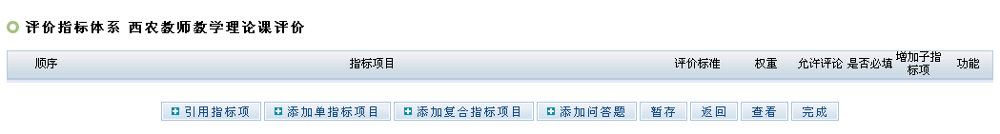 评价指标体系 西农教师教学理论课评价
顺序 指标项目 评价标准 权重 允许评论 是否必填 增加子指标项 功能
引用指标项 添加单指标项目 添加复合指标项目 添加问答题 暂存 返回 查看 完成